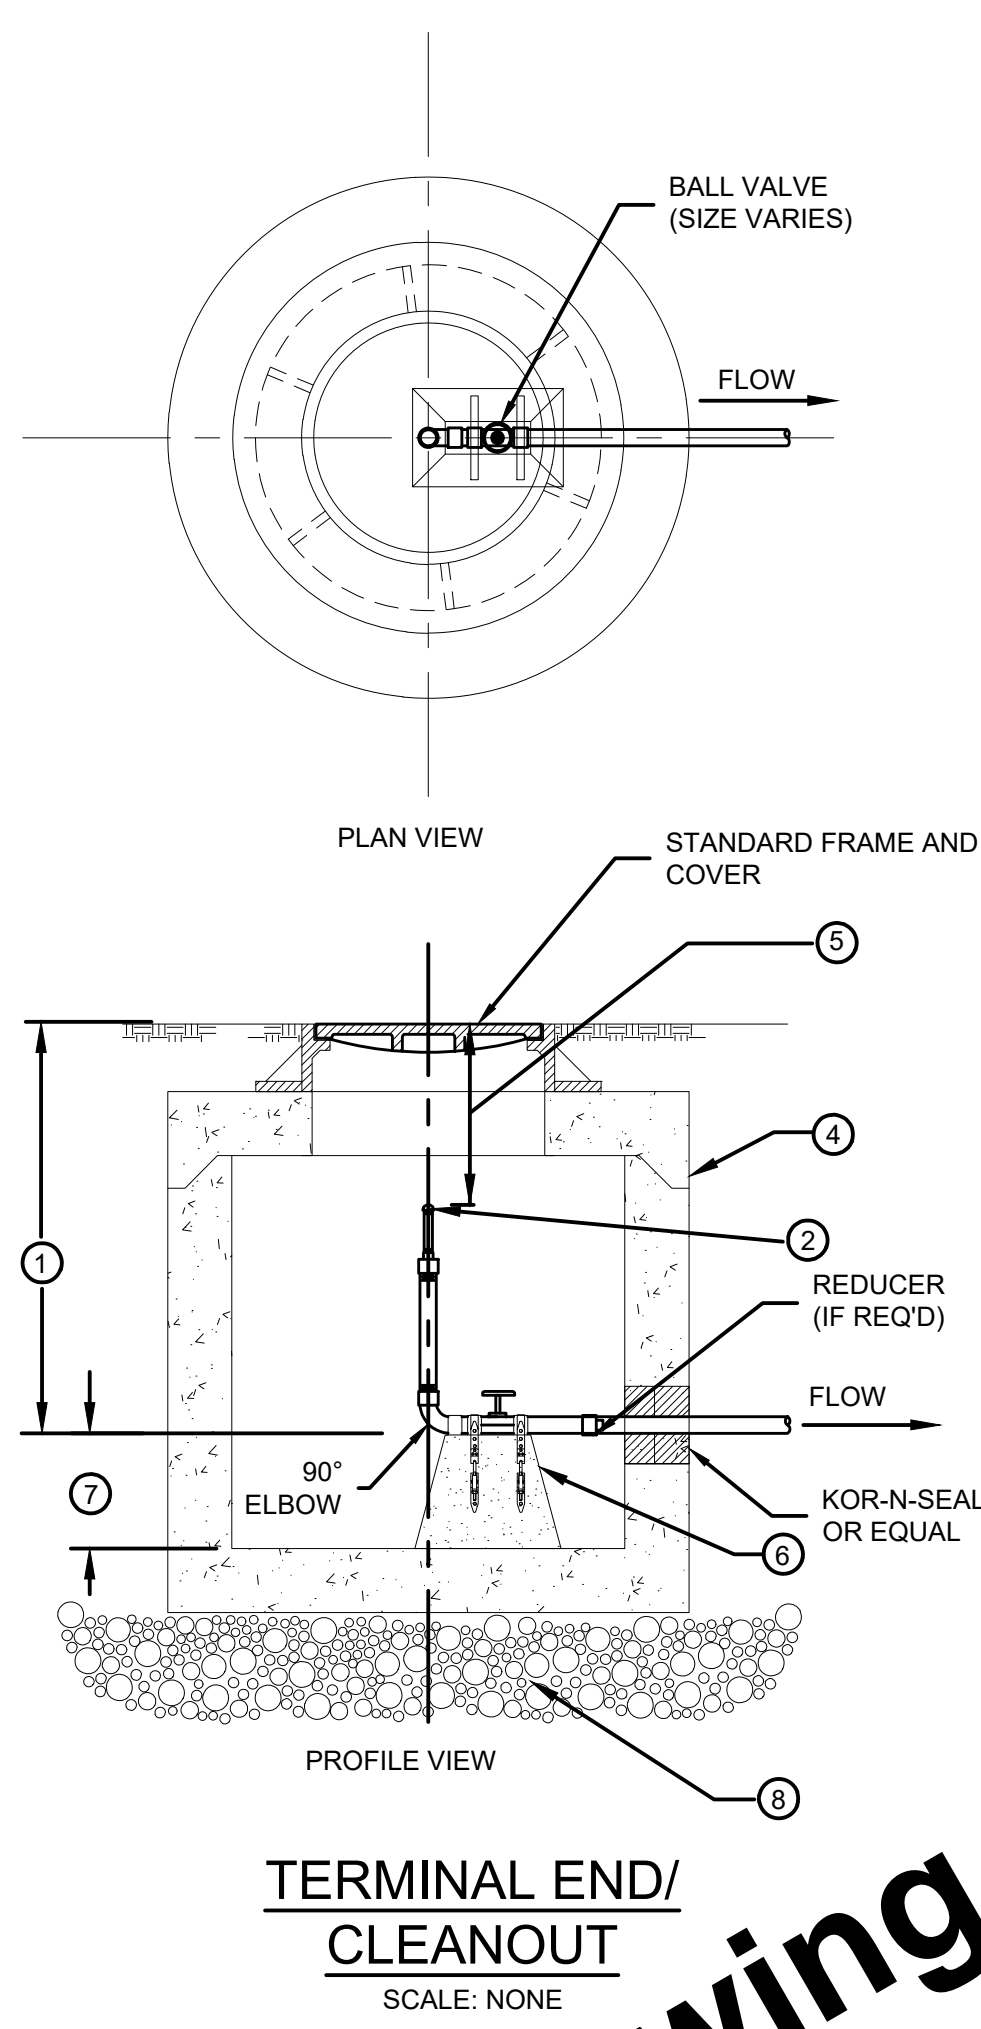 BALL VALVE
(SIZE VARIES)
FLOW
PLAN VIEW
STANDARD FRAME AND
COVER
5
4
1
2
REDUCER
(IF REQ'D)
FLOW
90°
ELBOW
7
KOR-N-SEAL
OR EQUAL
6
PROFILE VIEW
8
TERMINAL END/
CLEANOUT
SCALE: NONE
wing